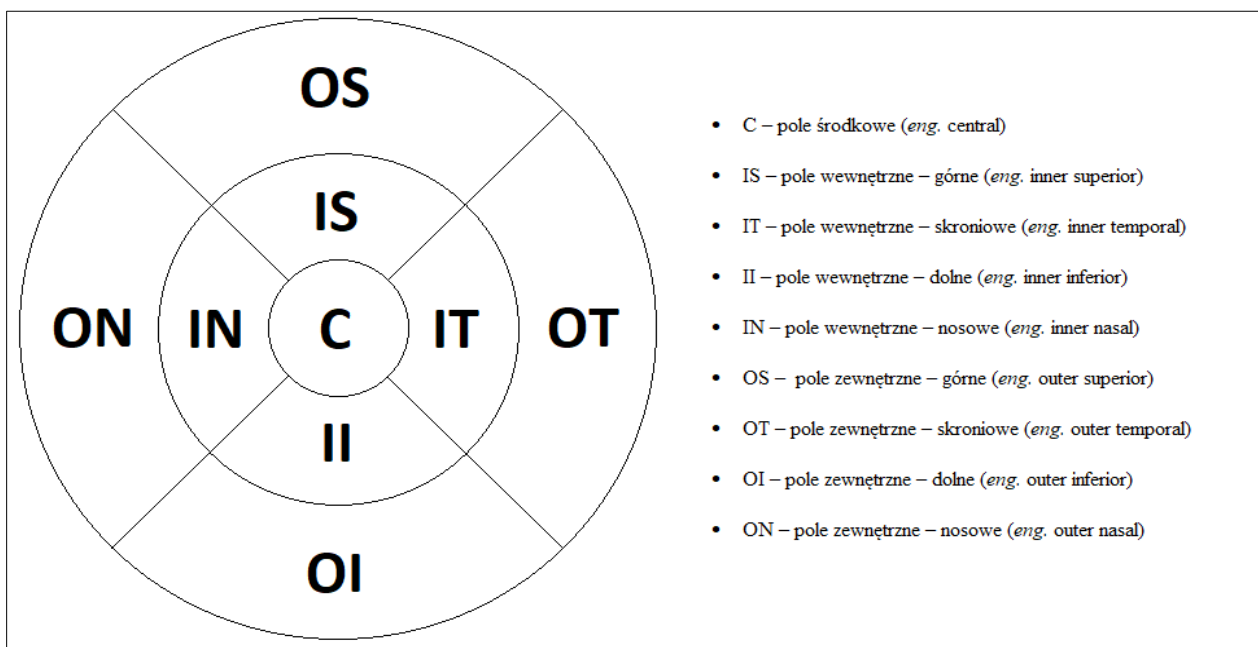 OS
IS
ON IN C IT OT
II
OI
• C – pole środkowe (eng. central)
• IS – pole wewnętrzne – górne (eng. inner superior)
• IT – pole wewnętrzne – skroniowe (eng. inner temporal)
• II – pole wewnętrzne – dolne (eng. inner inferior)
• IN – pole wewnętrzne – nosowe (eng. inner nasal)
• OS – pole zewnętrzne – górne (eng. outer superior)
• OT – pole zewnętrzne – skroniowe (eng. outer temporal)
• OI – pole zewnętrzne – dolne (eng. outer inferior)
• ON – pole zewnętrzne – nosowe (eng. outer nasal)